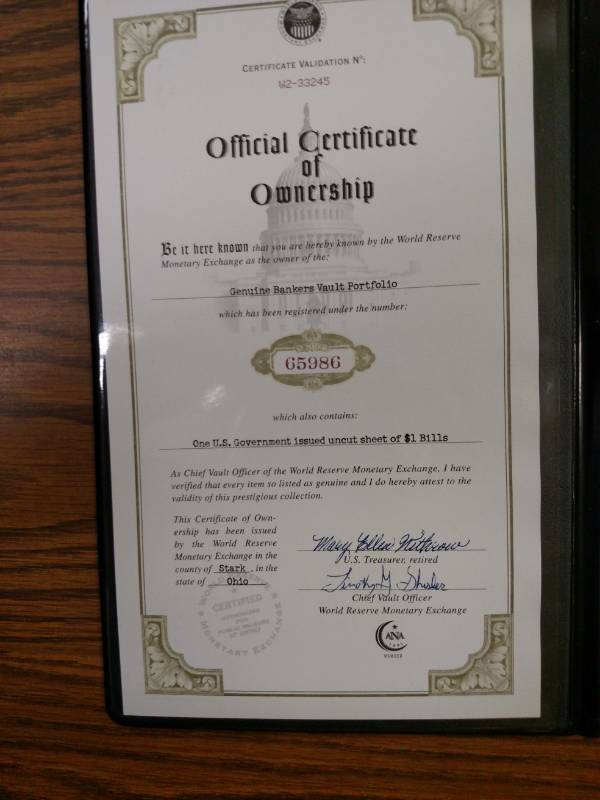 CERTIFICATE VALIDATION Nº:
W2-33245
Official Certificate
of
Ownership
Be it here known that you are hereby known by the World Reserve
Monetary Exchange as the owner of the:
Genuine Bankers Vault Portfolio
which has been registered under the number:
65986
which also contains:
One U.S. Government issued uncut sheet of $1 Bills
As Chief Vault Officer of the World Reserve Monetary Exchange, I have
verified that every item so listed as genuine and I do hereby attest to the
validity of this prestigious collection.
This Certificate of Own-
ership has been issued
by the World Reserve
Monetary Exchange in the
county of Stark, in the
state of Ohio
Mary Ellen Withrow
U.S. Treasurer, retired
Timothy J. Shisler
Chief Vault Officer
World Reserve Monetary Exchange
CERTIFIED
MONETARY EXCHANGE
ANA
MEMBER